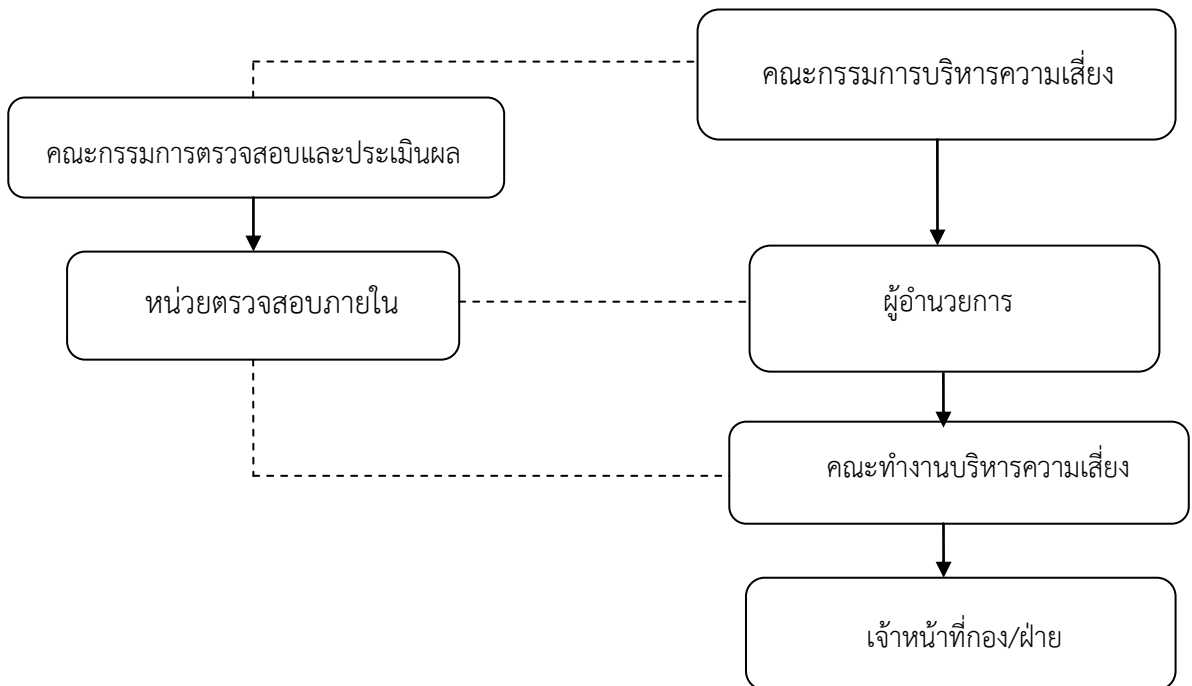 คณะกรรมการบริหารความเสี่ยง
คณะกรรมการตรวจสอบและประเมินผล
หน่วยตรวจสอบภายใน
ผู้อำนวยการ
คณะทำงานบริหารความเสี่ยง
เจ้าหน้าที่กอง/ฝ่าย